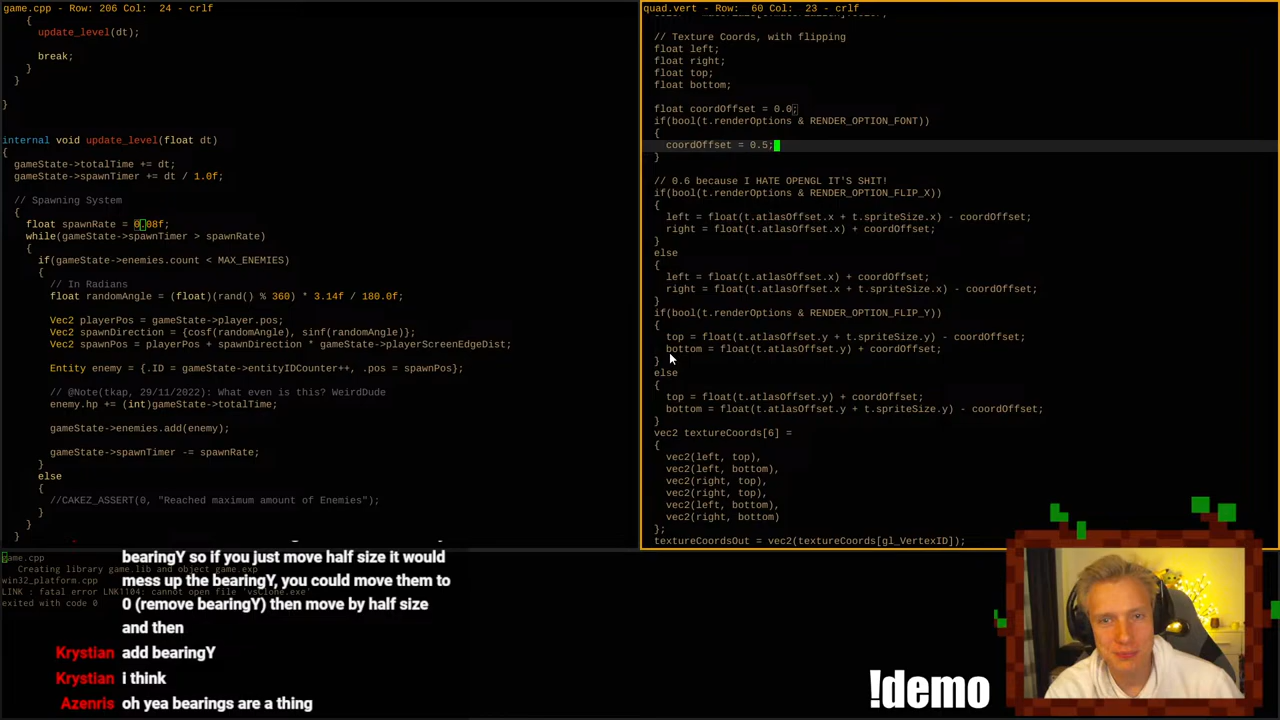 game.cpp - Row: 206 Col:  24 - crlf
{
update_level(dt);
break;
}
}
}
internal void update_level(float dt)
{
gameState->totalTime += dt;
gameState->spawnTimer += dt / 1.0f;
// Spawning System
{
float spawnRate = 0.08f;
while(gameState->spawnTimer > spawnRate)
{
if(gameState->enemies.count < MAX_ENEMIES)
{
// In Radians
float randomAngle = (float)(rand() % 360) * 3.14f / 180.0f;
Vec2 playerPos = gameState->player.pos;
Vec2 spawnDirection = {cosf(randomAngle), sinf(randomAngle)};
Vec2 spawnPos = playerPos + spawnDirection * gameState->playerScreenEdgeDist;
Entity enemy = {.ID = gameState->entityIDCounter++, .pos = spawnPos};
// @Note(tkap, 29/11/2022): What even is this? WeirdDude
enemy.hp += (int)gameState->totalTime;
gameState->enemies.add(enemy);
gameState->spawnTimer -= spawnRate;
}
else
{
//CAKEZ_ASSERT(0, "Reached maximum amount of Enemies");
}
}
}
quad.vert - Row:  60 Col:  23 - crlf
// Texture Coords, with flipping
float left;
float right;
float top;
float bottom;
float coordOffset = 0.0;
if(bool(t.renderOptions & RENDER_OPTION_FONT))
{
coordOffset = 0.5;
}
// 0.6 because I HATE OPENGL IT'S SHIT!
if(bool(t.renderOptions & RENDER_OPTION_FLIP_X))
{
left = float(t.atlasOffset.x + t.spriteSize.x) - coordOffset;
right = float(t.atlasOffset.x) + coordOffset;
}
else
{
left = float(t.atlasOffset.x) + coordOffset;
right = float(t.atlasOffset.x + t.spriteSize.x) - coordOffset;
}
if(bool(t.renderOptions & RENDER_OPTION_FLIP_Y))
{
top = float(t.atlasOffset.y + t.spriteSize.y) - coordOffset;
bottom = float(t.atlasOffset.y) + coordOffset;
}
else
{
top = float(t.atlasOffset.y) + coordOffset;
bottom = float(t.atlasOffset.y + t.spriteSize.y) - coordOffset;
}
vec2 textureCoords[6] =
{
vec2(left, top),
vec2(left, bottom),
vec2(right, top),
vec2(right, top),
vec2(left, bottom),
vec2(right, bottom)
};
textureCoordsOut = vec2(textureCoords[gl_VertexID]);
game.cpp
Creating library game.lib and object game.exp
win32_platform.cpp
LINK : fatal error LNK1104: cannot open file 'vsClone.exe'
exited with code 0
bearingY so if you just move half size it would
mess up the bearingY, you could move them to
0 (remove bearingY) then move by half size
and then
Krystian add bearingY
Krystian i think
Azenris oh yea bearings are a thing
!demo